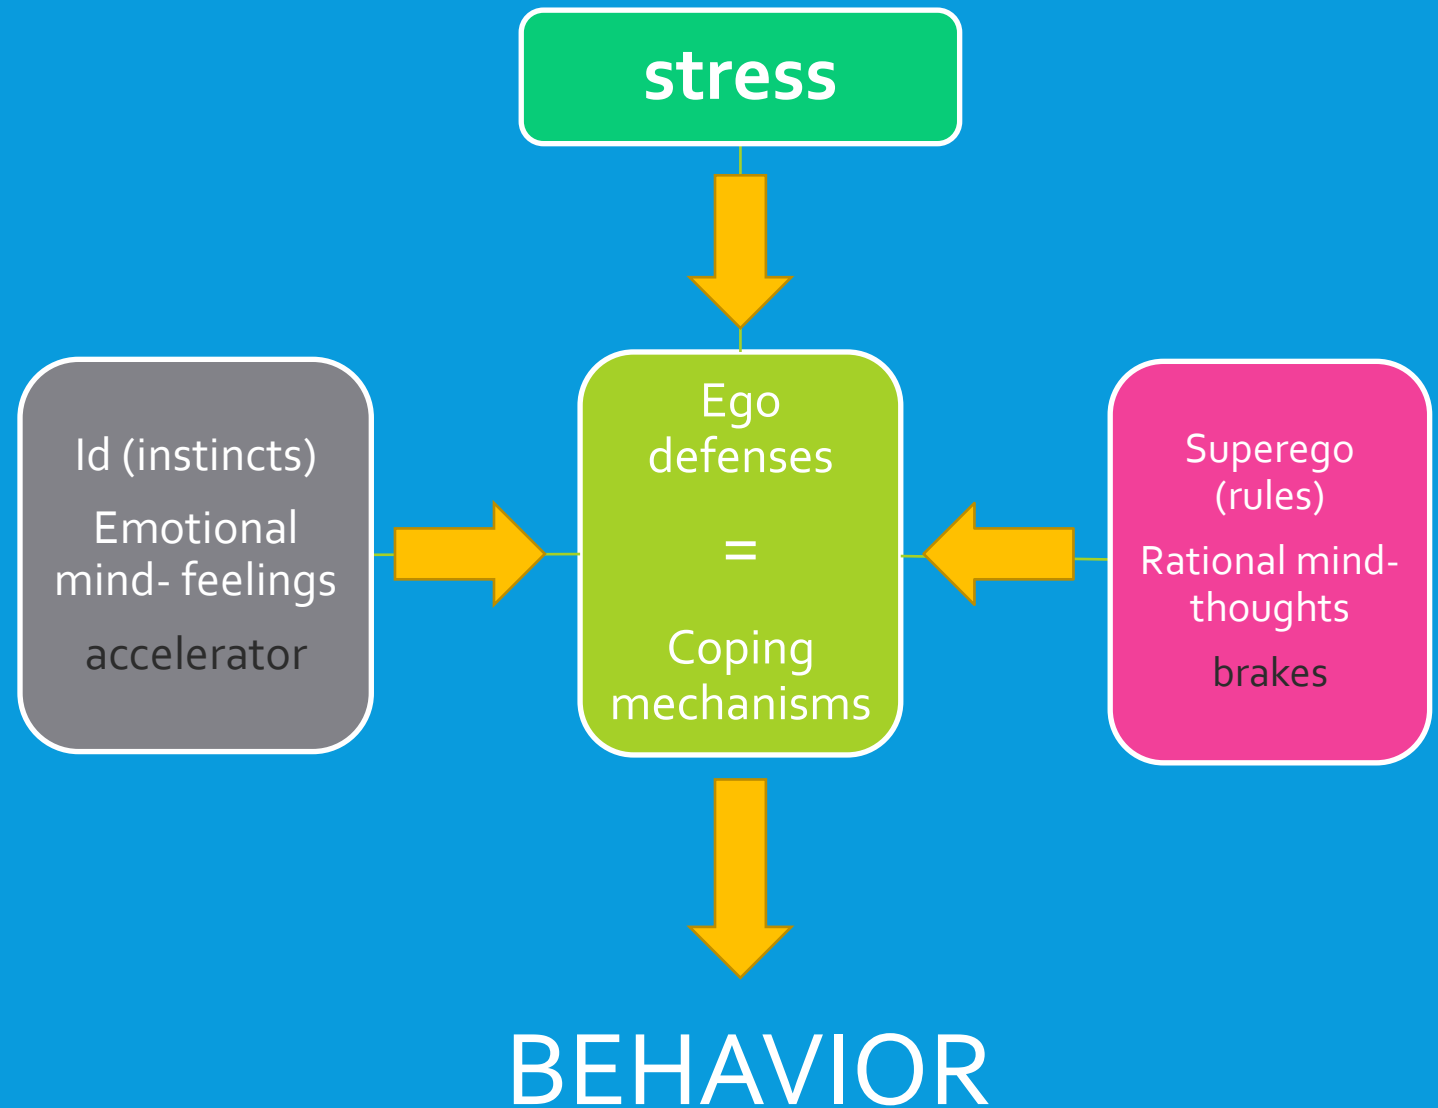 stress
Id (instincts)
Emotional
mind- feelings
accelerator
Ego
defenses
=
Coping
mechanisms
Superego
(rules)
Rational mind-
thoughts
brakes
BEHAVIOR